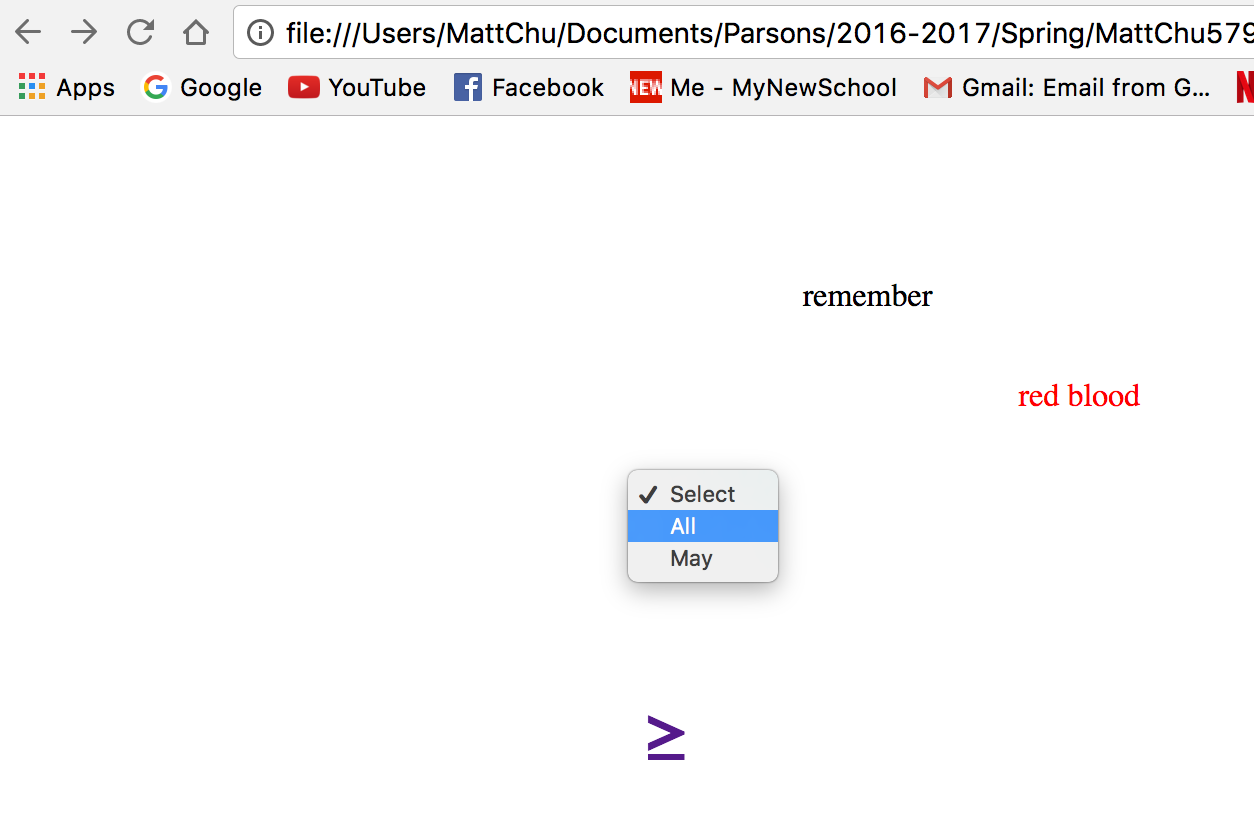 file:///Users/MattChu/Documents/Parsons/2016-2017/Spring/MattChu579
Apps Google YouTube Facebook NEW Me - MyNewSchool Gmail: Email from G...
remember
red blood
✓ Select
All
May
>